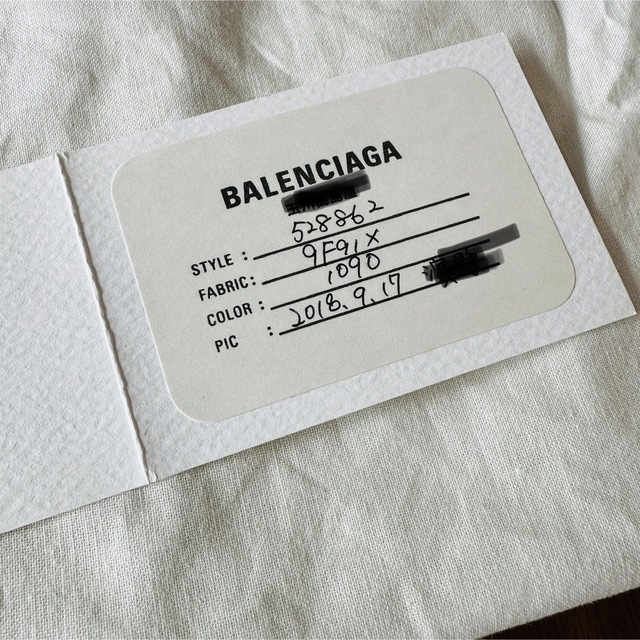 BALENCIAGA
STYLE : 528862
FABRIC: 9F91X
COLOR : 1090
PIC : 2018.9.17